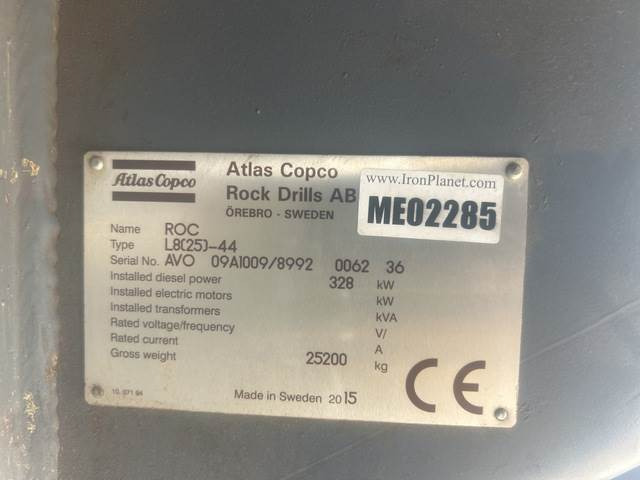 Atlas Copco
Atlas Copco
Rock Drills AB
ÖREBRO - SWEDEN
www.IronPlanet.com
ME02285
Name ROC
Type L8(25)-44
Serial No. AVO 09A1009/8992 0062 36
Installed diesel power 328 kW
Installed electric motors kW
Installed transformers kVA
Rated voltage/frequency V/
Rated current A
Gross weight 25200 kg
Made in Sweden 2015
CE